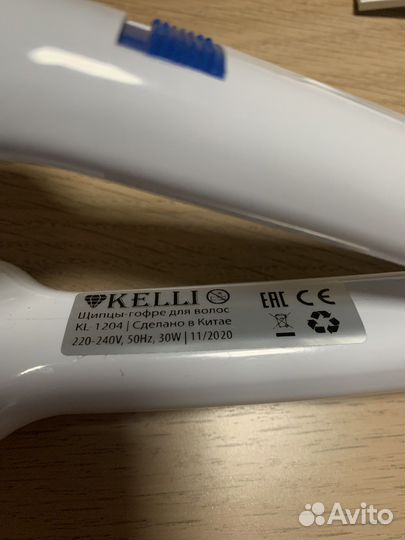 KELLI
Щипцы-гофре для волос
KL-1204 | Сделано в Китае
220-240V, 50Hz, 30W | 11/2020
EAC CE
Avito